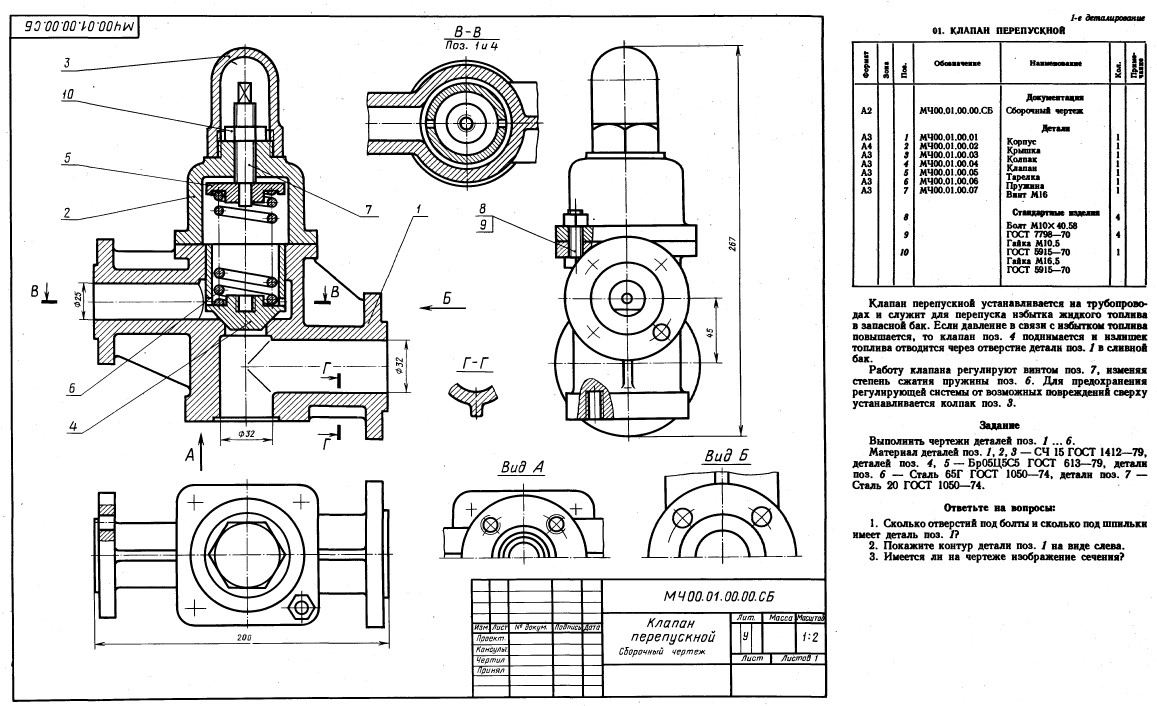 МЧ00.01.00.00.СБ
3
10
5
2
7
1
8
9
6
4
В-В
Поз. 1 и 4
В
В
Б
Г
Г
Г-Г
А
Ф25
Ф32
Ф32
267
45
Вид А
Вид Б
200
МЧ00.01.00.00.СБ
Клапан
перепускной
Сборочный чертеж
Лит. Масса Масштаб
У 1:2
Лист Листов 1
Изм. Лист № докум. Подпись Дата
Проект.
Консульт.
Чертил
Принял
1-е деталирование
01. КЛАПАН ПЕРЕПУСКНОЙ
Формат Зона Поз. Обозначение Наименование Кол. Приме-
чание
Документация
А2 МЧ00.01.00.00.СБ Сборочный чертеж
Детали
А3 1 МЧ00.01.00.01 Корпус 1
А4 2 МЧ00.01.00.02 Крышка 1
А3 3 МЧ00.01.00.03 Колпак 1
А3 4 МЧ00.01.00.04 Клапан 1
А3 5 МЧ00.01.00.05 Тарелка 1
А3 6 МЧ00.01.00.06 Пружина 1
А3 7 МЧ00.01.00.07 Винт М16 1
Стандартные изделия
8 Болт М10×40.58 4
ГОСТ 7798—70
9 Гайка М10.5 4
ГОСТ 5915—70
10 Гайка М16.5 1
ГОСТ 5915—70
Клапан перепускной устанавливается на трубопрово-
дах и служит для перепуска избытка жидкого топлива
в запасной бак. Если давление в связи с избытком топлива
повышается, то клапан поз. 4 поднимается и излишек
топлива отводится через отверстие детали поз. 1 в сливной
бак.
Работу клапана регулируют винтом поз. 7, изменяя
степень сжатия пружины поз. 6. Для предохранения
регулирующей системы от возможных повреждений сверху
устанавливается колпак поз. 3.
Задание
Выполнить чертежи деталей поз. 1 ... 6.
Материал деталей поз. 1, 2, 3 — СЧ 15 ГОСТ 1412—79,
деталей поз. 4, 5 — Бр05Ц5С5 ГОСТ 613—79, детали
поз. 6 — Сталь 65Г ГОСТ 1050—74, детали поз. 7 —
Сталь 20 ГОСТ 1050—74.
Ответьте на вопросы:
1. Сколько отверстий под болты и сколько под шпильки
имеет деталь поз. 1?
2. Покажите контур детали поз. 1 на виде слева.
3. Имеется ли на чертеже изображение сечения?